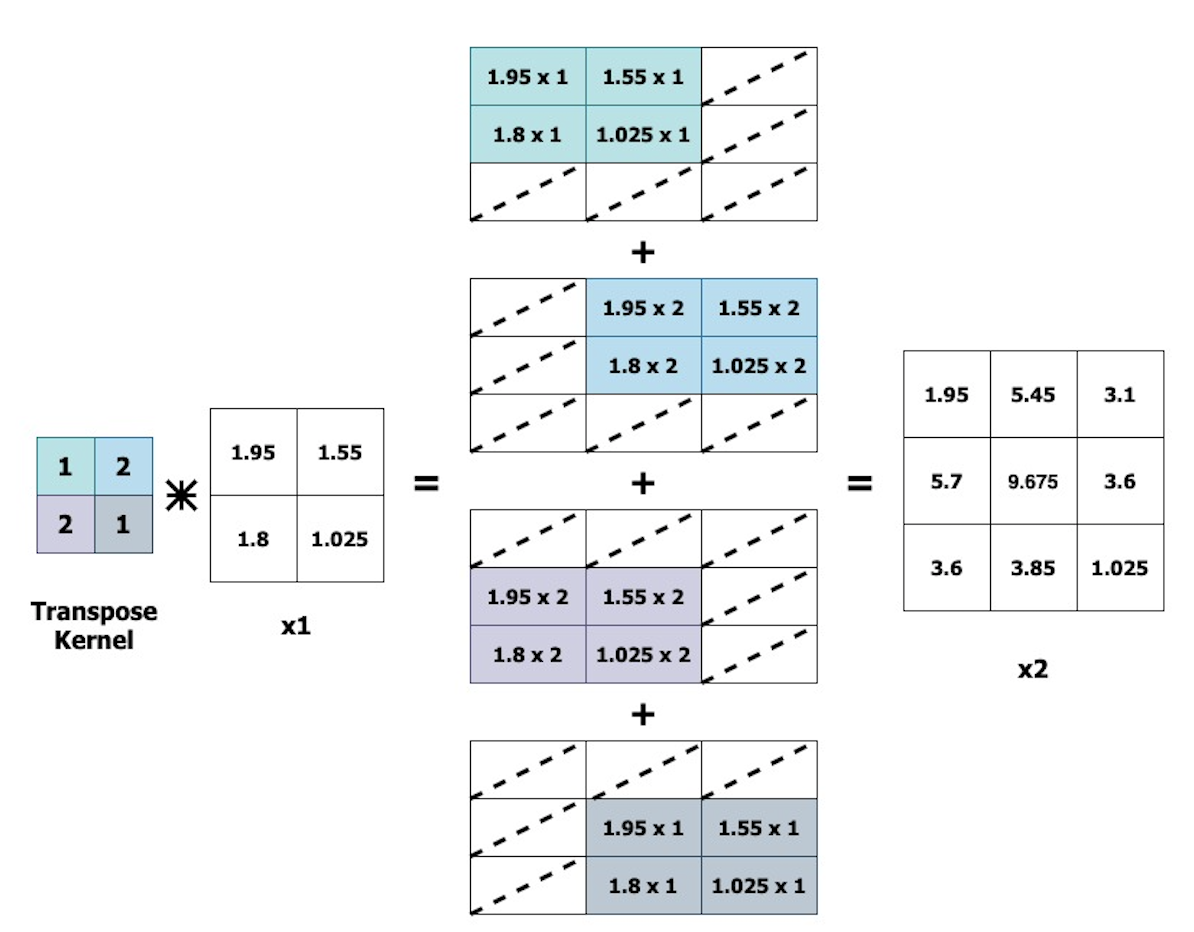 1.95 x 1 1.55 x 1
1.8 x 1 1.025 x 1
+
1.95 x 2 1.55 x 2
1.8 x 2 1.025 x 2
+
1.95 x 2 1.55 x 2
1.8 x 2 1.025 x 2
+
1.95 x 1 1.55 x 1
1.8 x 1 1.025 x 1
1 2
2 1
Transpose
Kernel
*
1.95 1.55
1.8 1.025
x1
=
=
1.95 5.45 3.1
5.7 9.675 3.6
3.6 3.85 1.025
x2